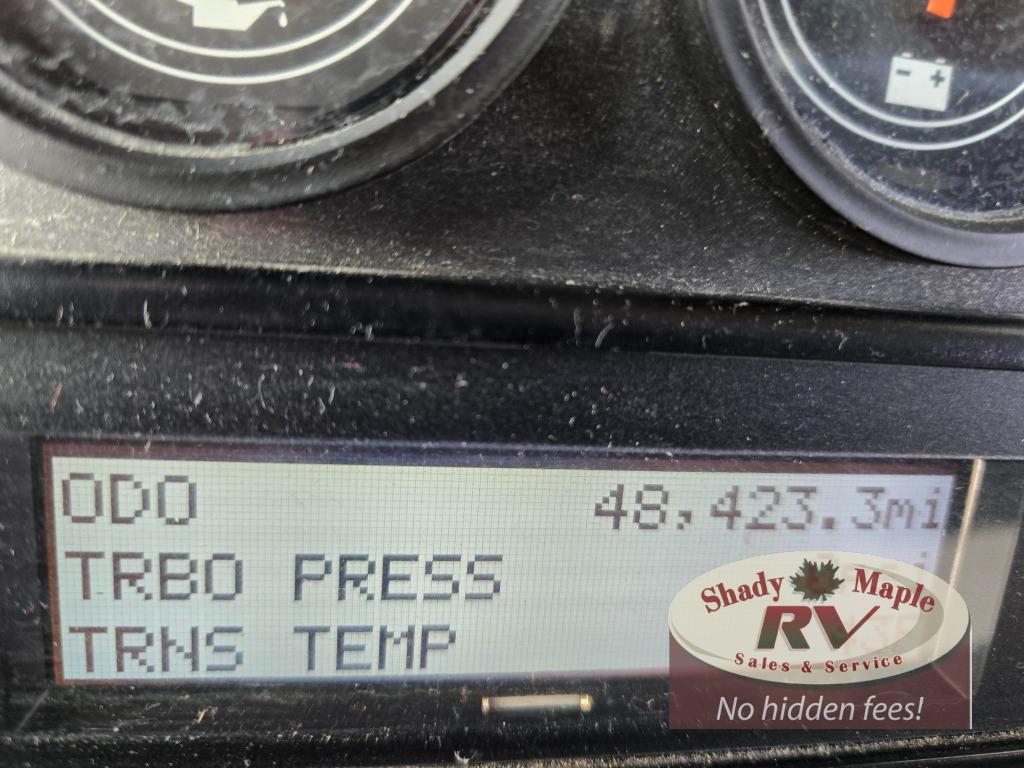 ODO 48,423.3mi
TRBO PRESS
TRNS TEMP
Shady Maple
RV
Sales & Service
No hidden fees!